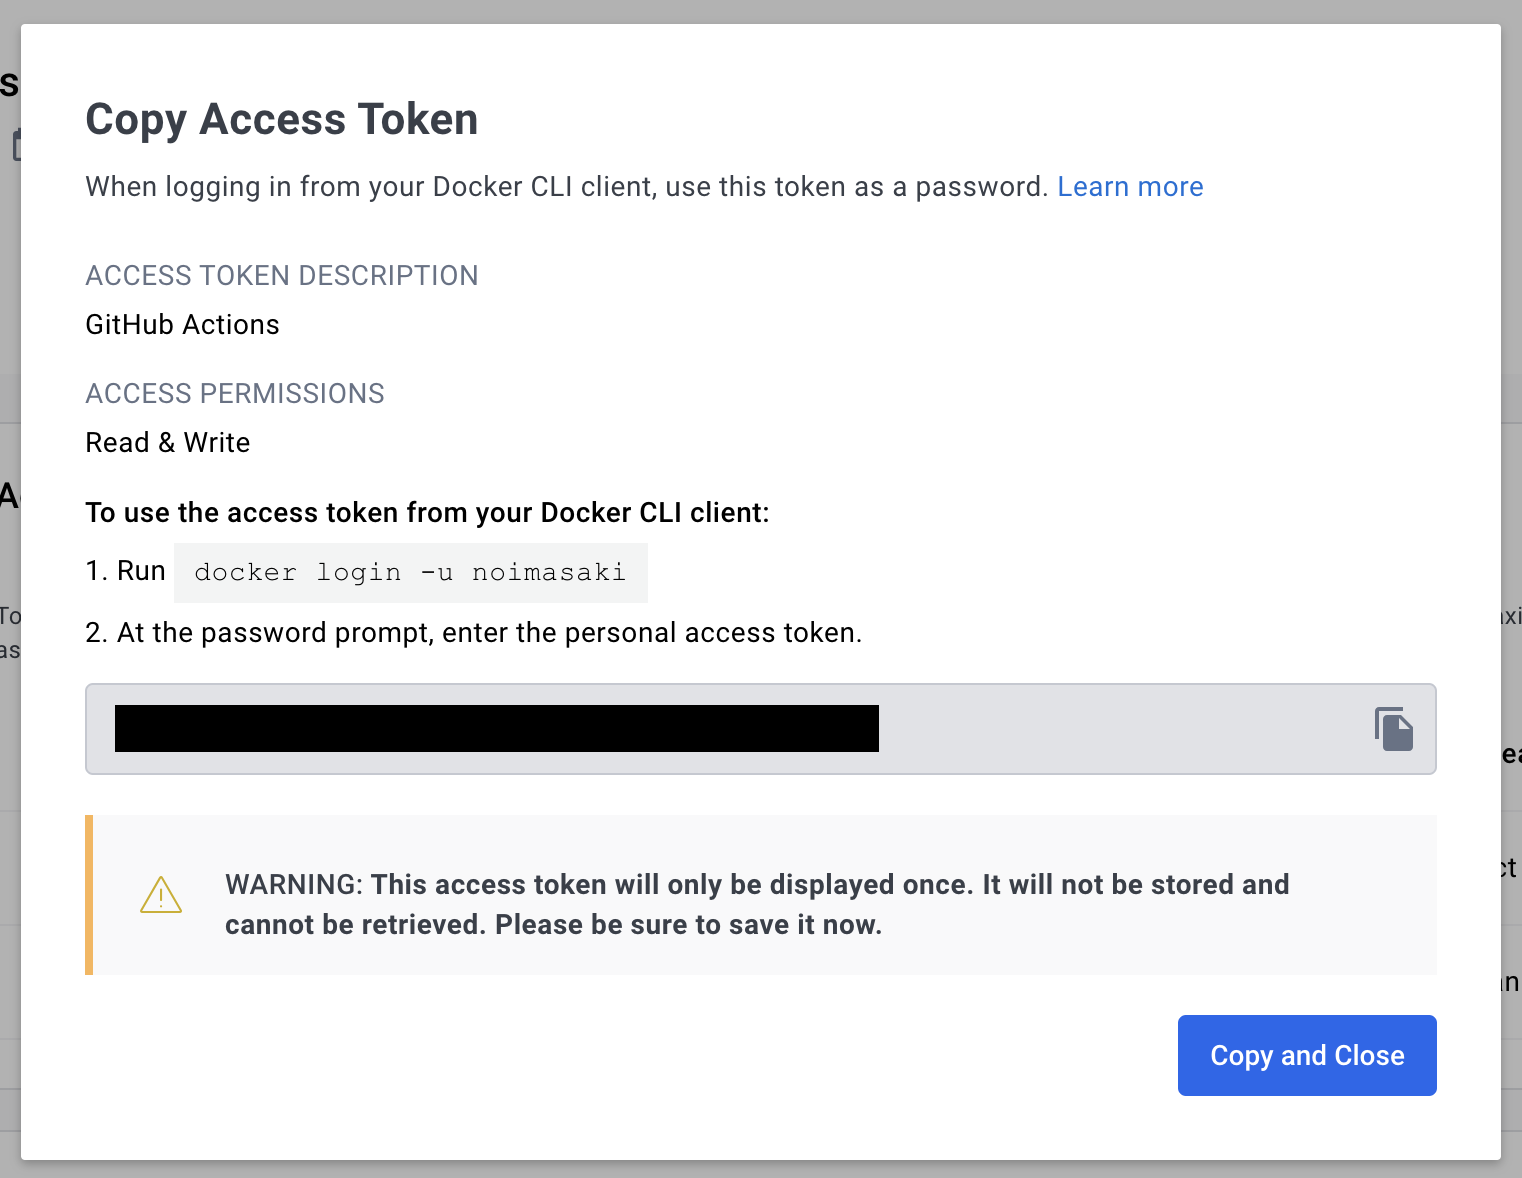 Copy Access Token
When logging in from your Docker CLI client, use this token as a password. Learn more
ACCESS TOKEN DESCRIPTION
GitHub Actions
ACCESS PERMISSIONS
Read & Write
To use the access token from your Docker CLI client:
1. Run docker login -u noimasaki
2. At the password prompt, enter the personal access token.
WARNING: This access token will only be displayed once. It will not be stored and
cannot be retrieved. Please be sure to save it now.
Copy and Close